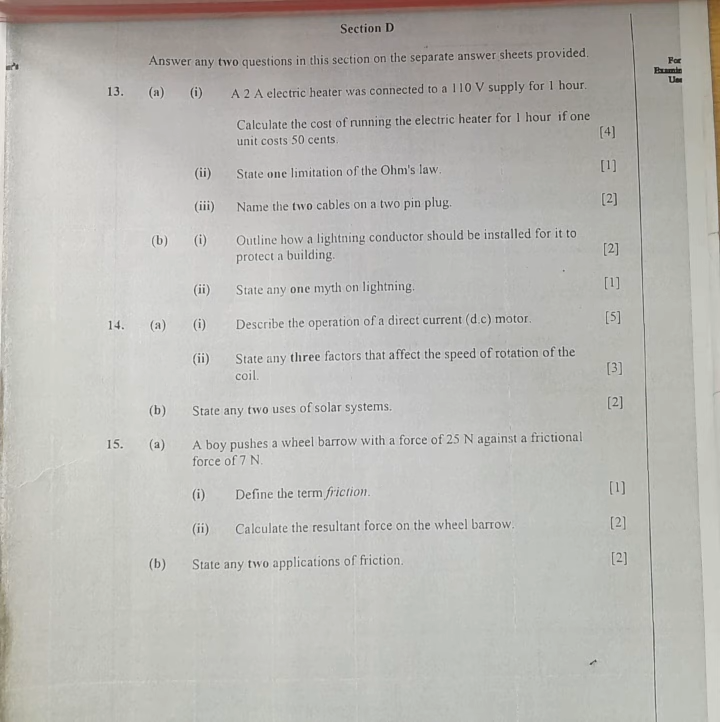 Section D
Answer any two questions in this section on the separate answer sheets provided.
For
Examin
Use
13. (a) (i) A 2 A electric heater was connected to a 110 V supply for 1 hour.
Calculate the cost of running the electric heater for 1 hour if one
unit costs 50 cents. [4]
(ii) State one limitation of the Ohm's law. [1]
(iii) Name the two cables on a two pin plug. [2]
(b) (i) Outline how a lightning conductor should be installed for it to
protect a building. [2]
(ii) State any one myth on lightning. [1]
14. (a) (i) Describe the operation of a direct current (d.c) motor. [5]
(ii) State any three factors that affect the speed of rotation of the
coil. [3]
(b) State any two uses of solar systems. [2]
15. (a) A boy pushes a wheel barrow with a force of 25 N against a frictional
force of 7 N.
(i) Define the term friction. [1]
(ii) Calculate the resultant force on the wheel barrow. [2]
(b) State any two applications of friction. [2]